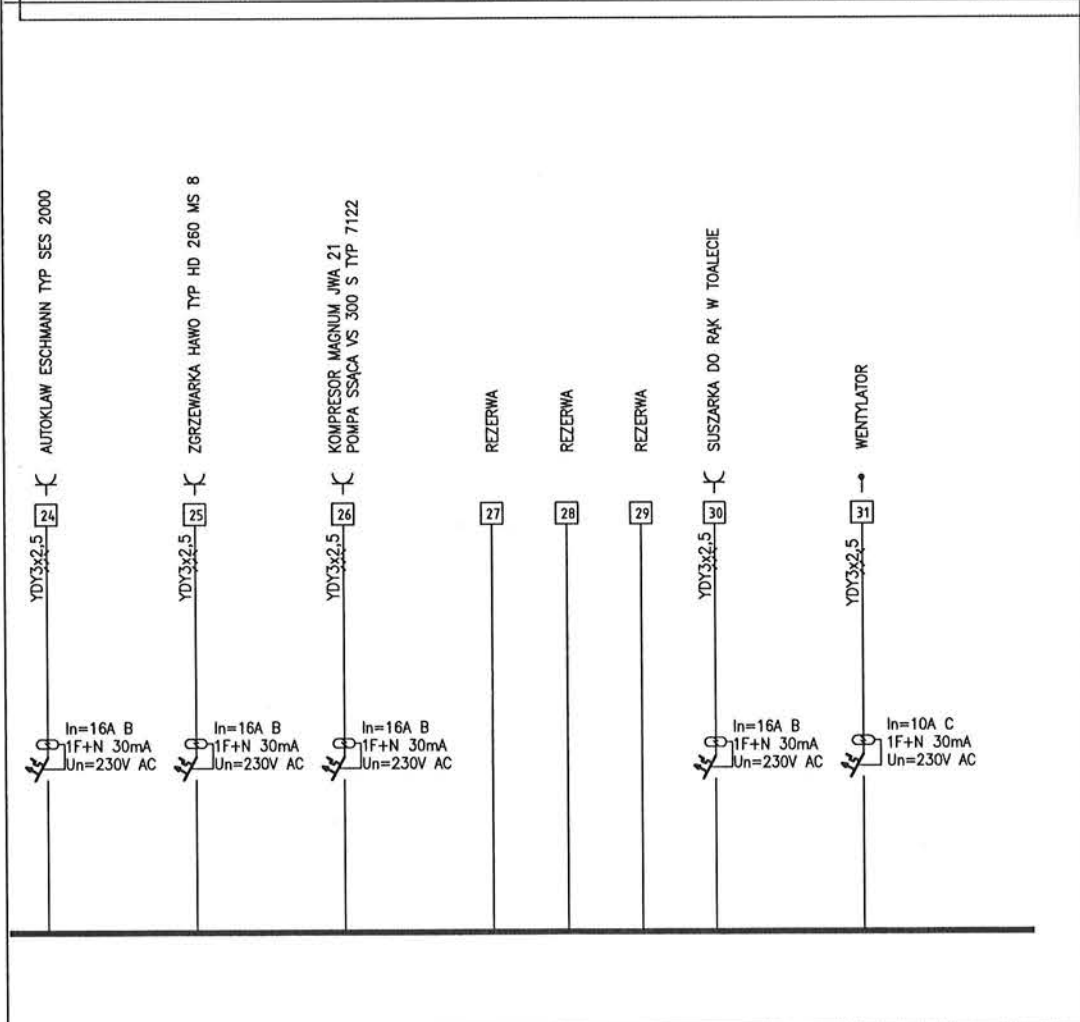 AUTOKLAW ESCHMANN TYP SES 2000
24
YDY3x2,5
In=16A B
1F+N 30mA
Un=230V AC
ZGRZEWARKA HAWO TYP HD 260 MS 8
25
YDY3x2,5
In=16A B
1F+N 30mA
Un=230V AC
KOMPRESOR MAGNUM JWA 21
POMPA SSĄCA VS 300 S TYP 7122
26
YDY3x2,5
In=16A B
1F+N 30mA
Un=230V AC
REZERWA
27
REZERWA
28
REZERWA
29
SUSZARKA DO RĄK W TOALECIE
30
YDY3x2,5
In=16A B
1F+N 30mA
Un=230V AC
WENTYLATOR
31
YDY3x2,5
In=10A C
1F+N 30mA
Un=230V AC